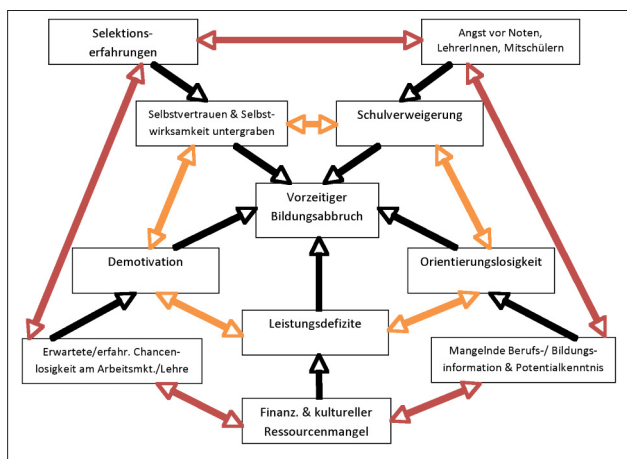 Selektions-
erfahrungen
Angst vor Noten,
LehrerInnen, Mitschülern
Selbstvertrauen & Selbst-
wirksamkeit untergraben
Schulverweigerung
Vorzeitiger
Bildungsabbruch
Demotivation
Orientierungslosigkeit
Leistungsdefizite
Erwartete/erfahr. Chancen-
losigkeit am Arbeitsmkt./Lehre
Mangelnde Berufs-/ Bildungs-
information & Potentialkenntnis
Finanz. & kultureller
Ressourcenmangel